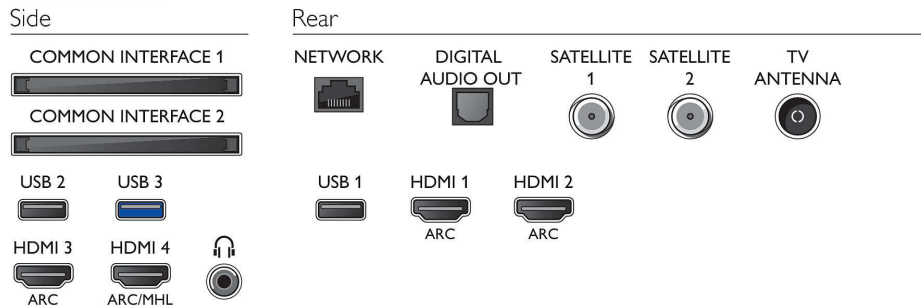 Side
COMMON INTERFACE 1
COMMON INTERFACE 2
USB 2 USB 3
HDMI 3 HDMI 4
ARC ARC/MHL
Rear
NETWORK DIGITAL AUDIO OUT SATELLITE 1 SATELLITE 2 TV ANTENNA
USB 1 HDMI 1 HDMI 2
ARC ARC